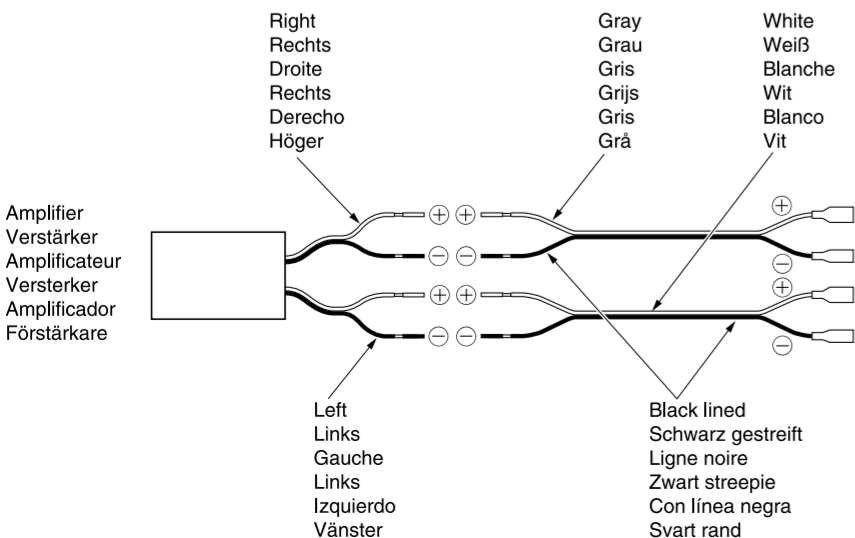 Right
Rechts
Droite
Rechts
Derecho
Höger
Gray
Grau
Gris
Grijs
Gris
Grå
White
Weiß
Blanche
Wit
Blanco
Vit
Amplifier
Verstärker
Amplificateur
Versterker
Amplificador
Förstärkare
+ + +
− − −
+ + +
− − −
Left
Links
Gauche
Links
Izquierdo
Vänster
Black lined
Schwarz gestreift
Ligne noire
Zwart streepie
Con línea negra
Svart rand